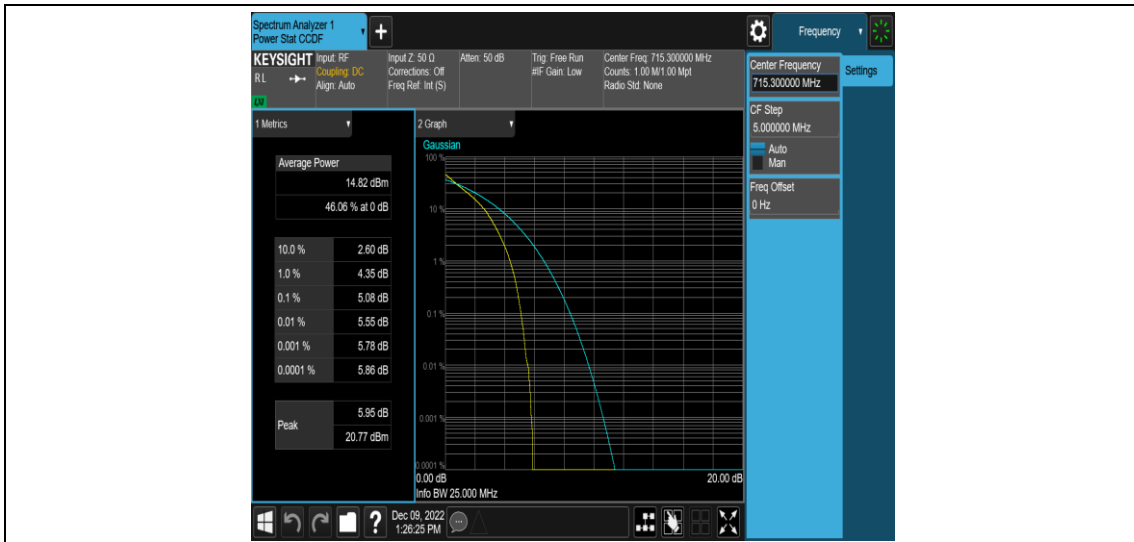 Spectrum Analyzer 1
Power Stat CCDF
+
Frequency
KEYSIGHT
RL
LXI
Input: RF
Coupling: DC
Align: Auto
Input Z: 50 Ω
Corrections: Off
Freq Ref: Int (S)
Atten: 50 dB
Trig: Free Run
#IF Gain: Low
Center Freq: 715.300000 MHz
Counts: 1.00 M/1.00 Mpt
Radio Std: None
Center Frequency
715.300000 MHz
Settings
CF Step
5.000000 MHz
Auto
Man
Freq Offset
0 Hz
1 Metrics
Average Power
14.82 dBm
46.06 % at 0 dB
10.0 % 2.60 dB
1.0 % 4.35 dB
0.1 % 5.08 dB
0.01 % 5.55 dB
0.001 % 5.78 dB
0.0001 % 5.86 dB
Peak
5.95 dB
20.77 dBm
2 Graph
Gaussian
100 %
10 %
1 %
0.1 %
0.01 %
0.001 %
0.0001 %
0.00 dB 20.00 dB
Info BW 25.000 MHz
?
Dec 09, 2022
1:26:25 PM